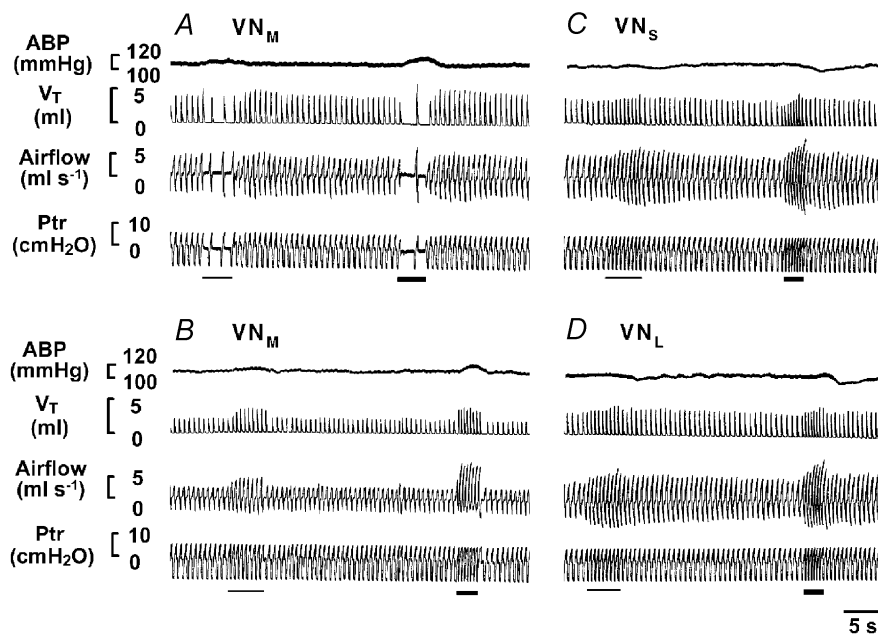 A VN_M
C VN_S
ABP (mmHg) 120 100
V_T (ml) 5 0
Airflow (ml s⁻¹) 5 0
Ptr (cmH₂O) 10 0
B VN_M
D VN_L
ABP (mmHg) 120 100
V_T (ml) 5 0
Airflow (ml s⁻¹) 5 0
Ptr (cmH₂O) 10 0
5 s